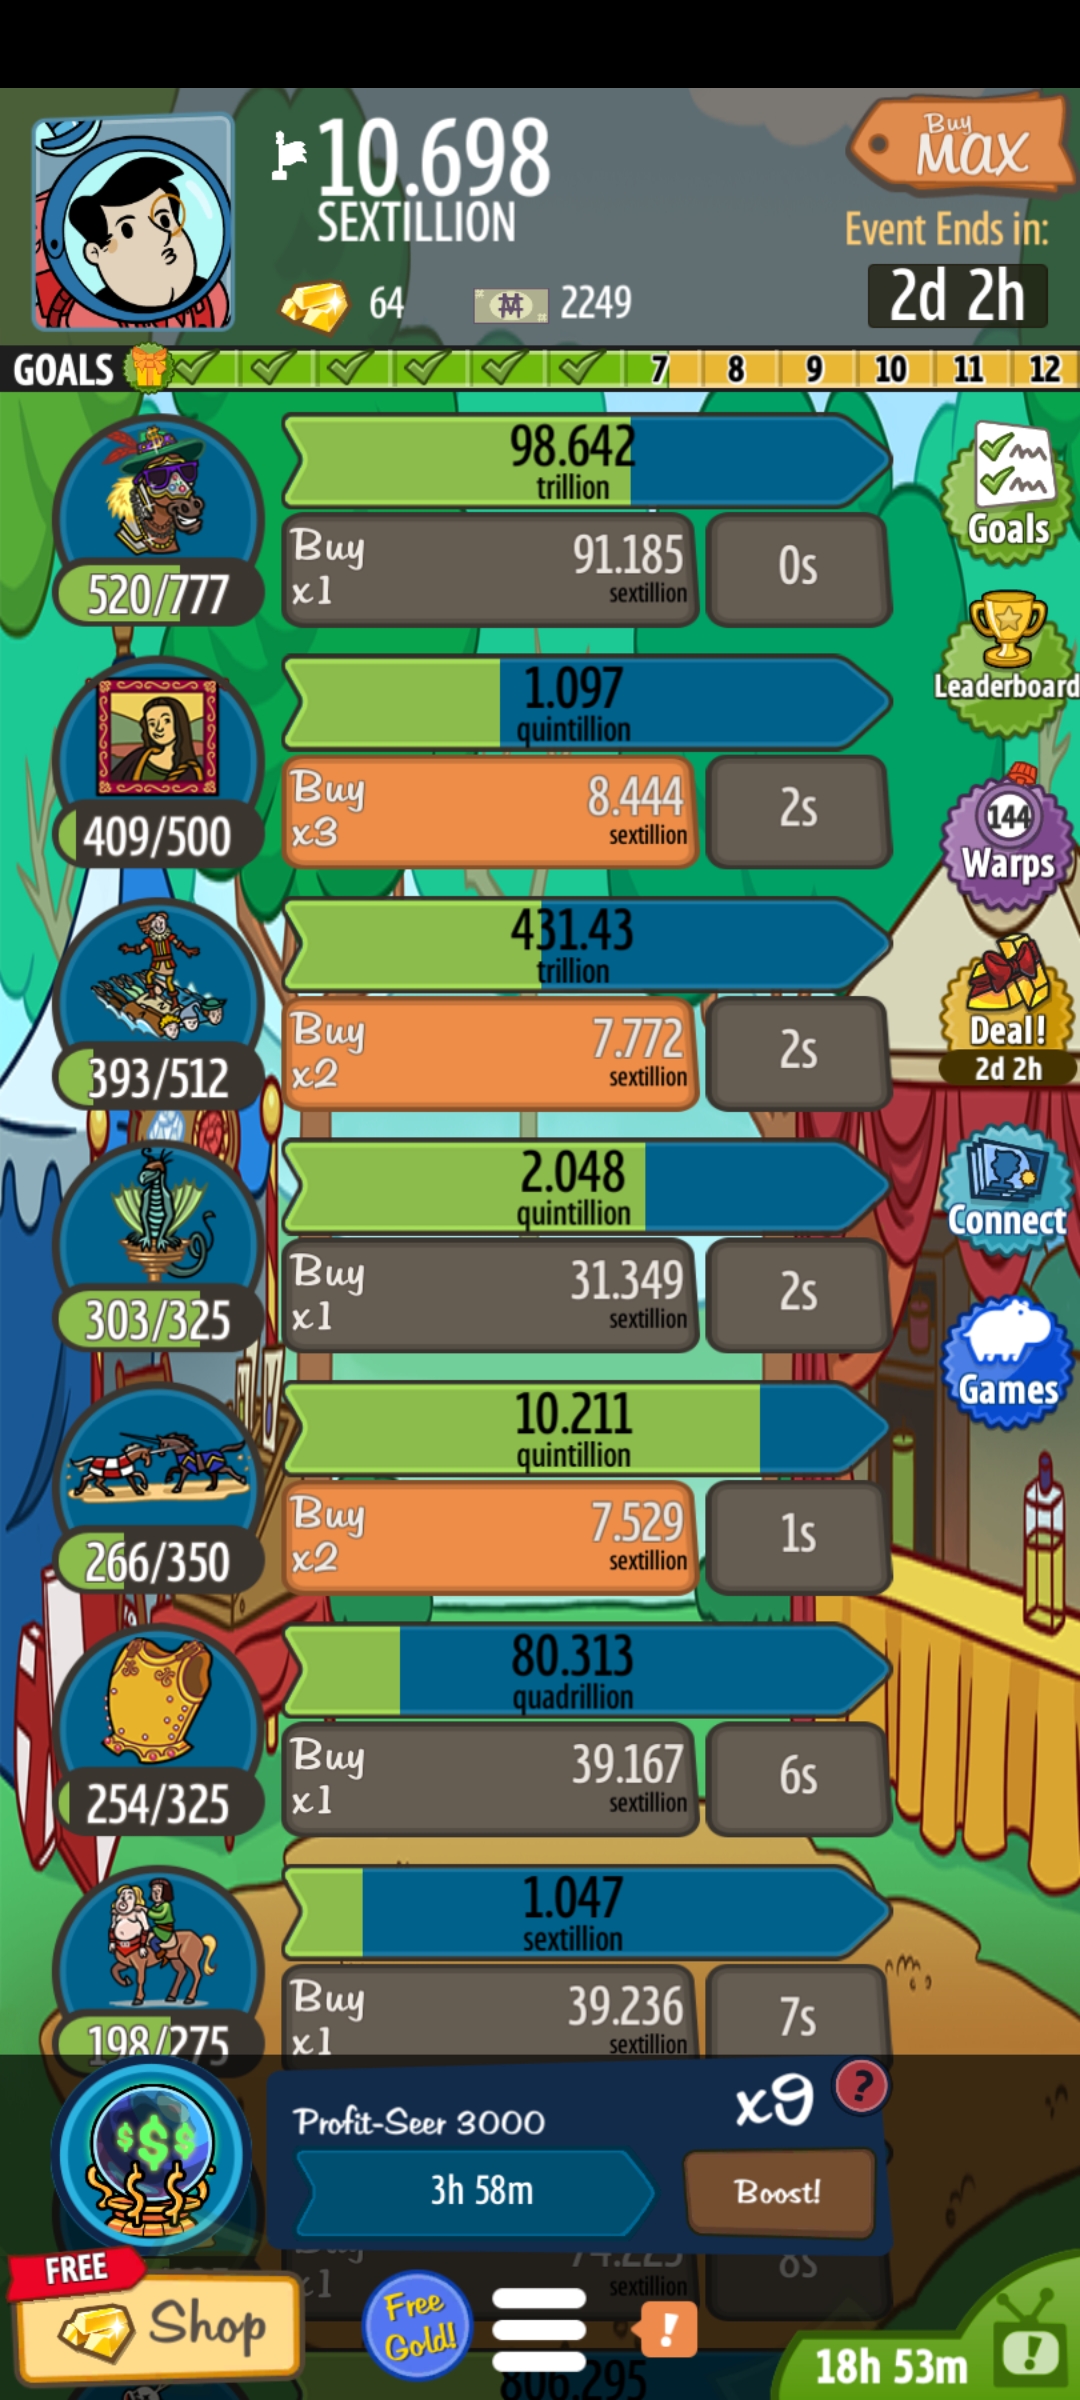 10.698
SEXTILLION
Buy
MAX
Event Ends in:
2d 2h
64
2249
GOALS
7 8 9 10 11 12
98.642
trillion
Buy
x1
91.185
sextillion
0s
520/777
Goals
1.097
quintillion
Buy
x3
8.444
sextillion
2s
409/500
Leaderboard
144
Warps
431.43
trillion
Buy
x2
7.772
sextillion
2s
393/512
Deal!
2d 2h
2.048
quintillion
Buy
x1
31.349
sextillion
2s
303/325
Connect
10.211
quintillion
Buy
x2
7.529
sextillion
1s
266/350
Games
80.313
quadrillion
Buy
x1
39.167
sextillion
6s
254/325
1.047
sextillion
Buy
x1
39.236
sextillion
7s
198/275
$$$
Profit-Seer 3000
x9
?
3h 58m
Boost!
x1
sextillion
8s
FREE
Shop
Free
Gold!
!
806.295
18h 53m
!